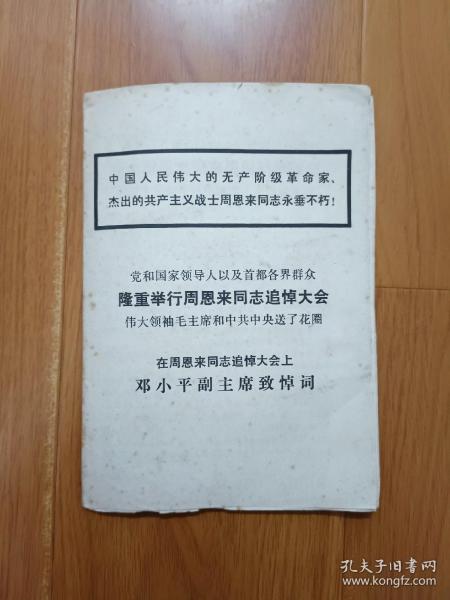 中国人民伟大的无产阶级革命家、
杰出的共产主义战士周恩来同志永垂不朽！
党和国家领导人以及首都各界群众
隆重举行周恩来同志追悼大会
伟大领袖毛主席和中共中央送了花圈
在周恩来同志追悼大会上
邓小平副主席致悼词
孔夫子旧书网
www.kongfz.com